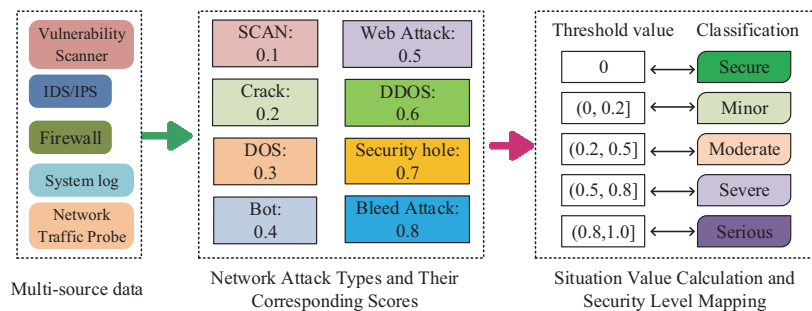 Vulnerability
Scanner
IDS/IPS
Firewall
System log
Network
Traffic Probe
Multi-source data
SCAN:
0.1
Web Attack:
0.5
Crack:
0.2
DDOS:
0.6
DOS:
0.3
Security hole:
0.7
Bot:
0.4
Bleed Attack:
0.8
Network Attack Types and Their
Corresponding Scores
Threshold value Classification
0 Secure
(0, 0.2] Minor
(0.2, 0.5] Moderate
(0.5, 0.8] Severe
(0.8,1.0] Serious
Situation Value Calculation and
Security Level Mapping